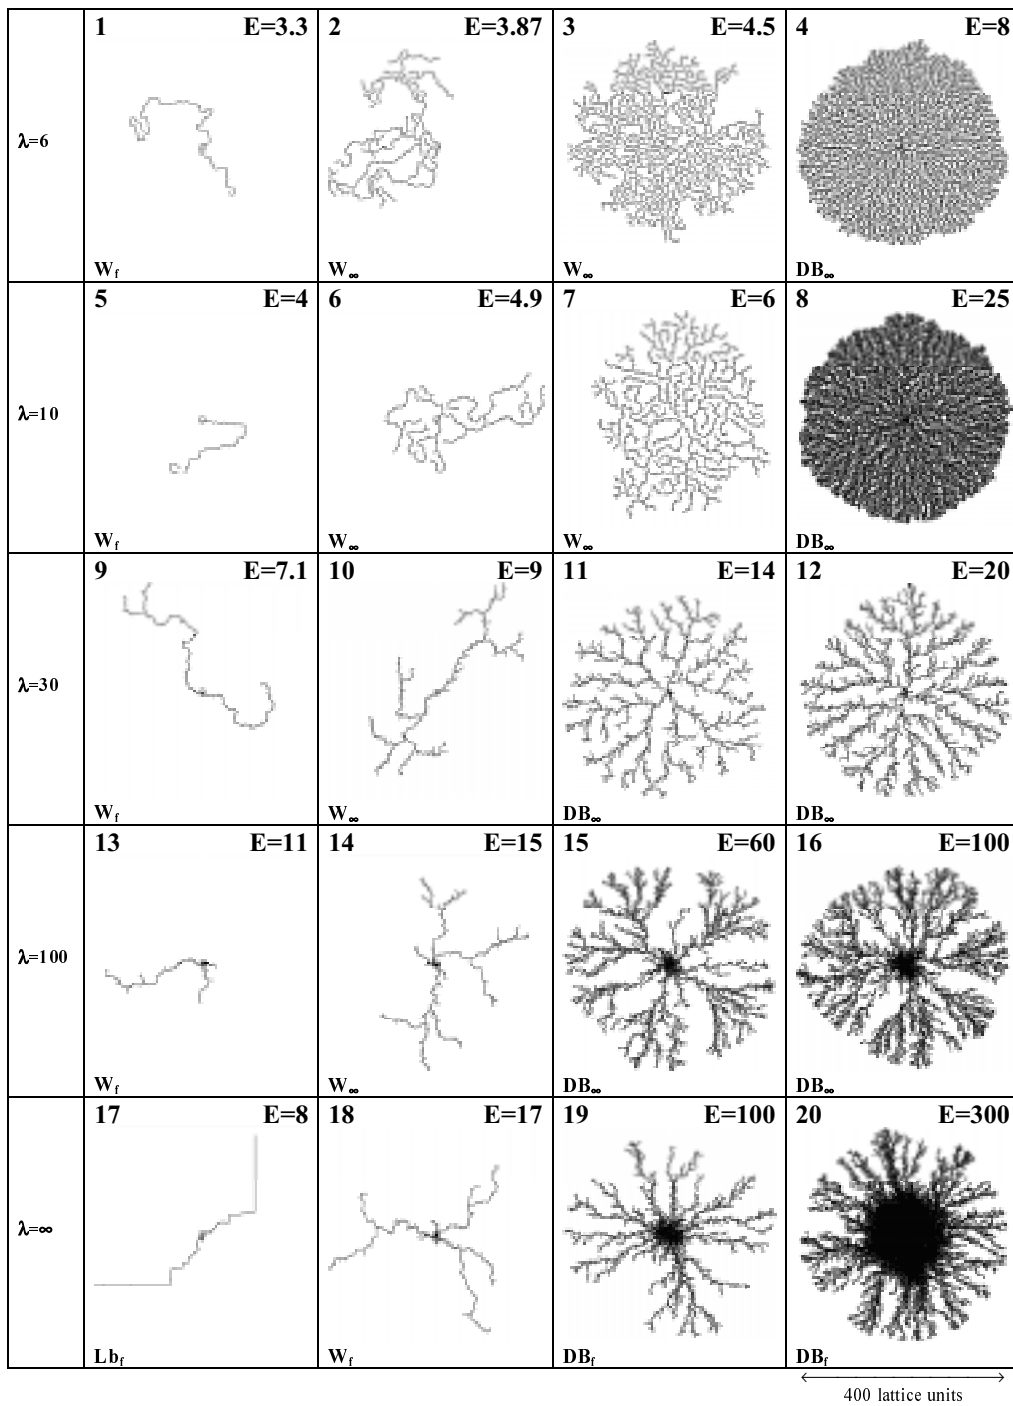 1 E=3.3 2 E=3.87 3 E=4.5 4 E=8
λ=6
W_f W_∞ W_∞ DB_∞
5 E=4 6 E=4.9 7 E=6 8 E=25
λ=10
W_f W_∞ W_∞ DB_∞
9 E=7.1 10 E=9 11 E=14 12 E=20
λ=30
W_f W_∞ DB_∞ DB_∞
13 E=11 14 E=15 15 E=60 16 E=100
λ=100
W_f W_∞ DB_∞ DB_∞
17 E=8 18 E=17 19 E=100 20 E=300
λ=∞
Lb_f W_f DB_f DB_f
400 lattice units